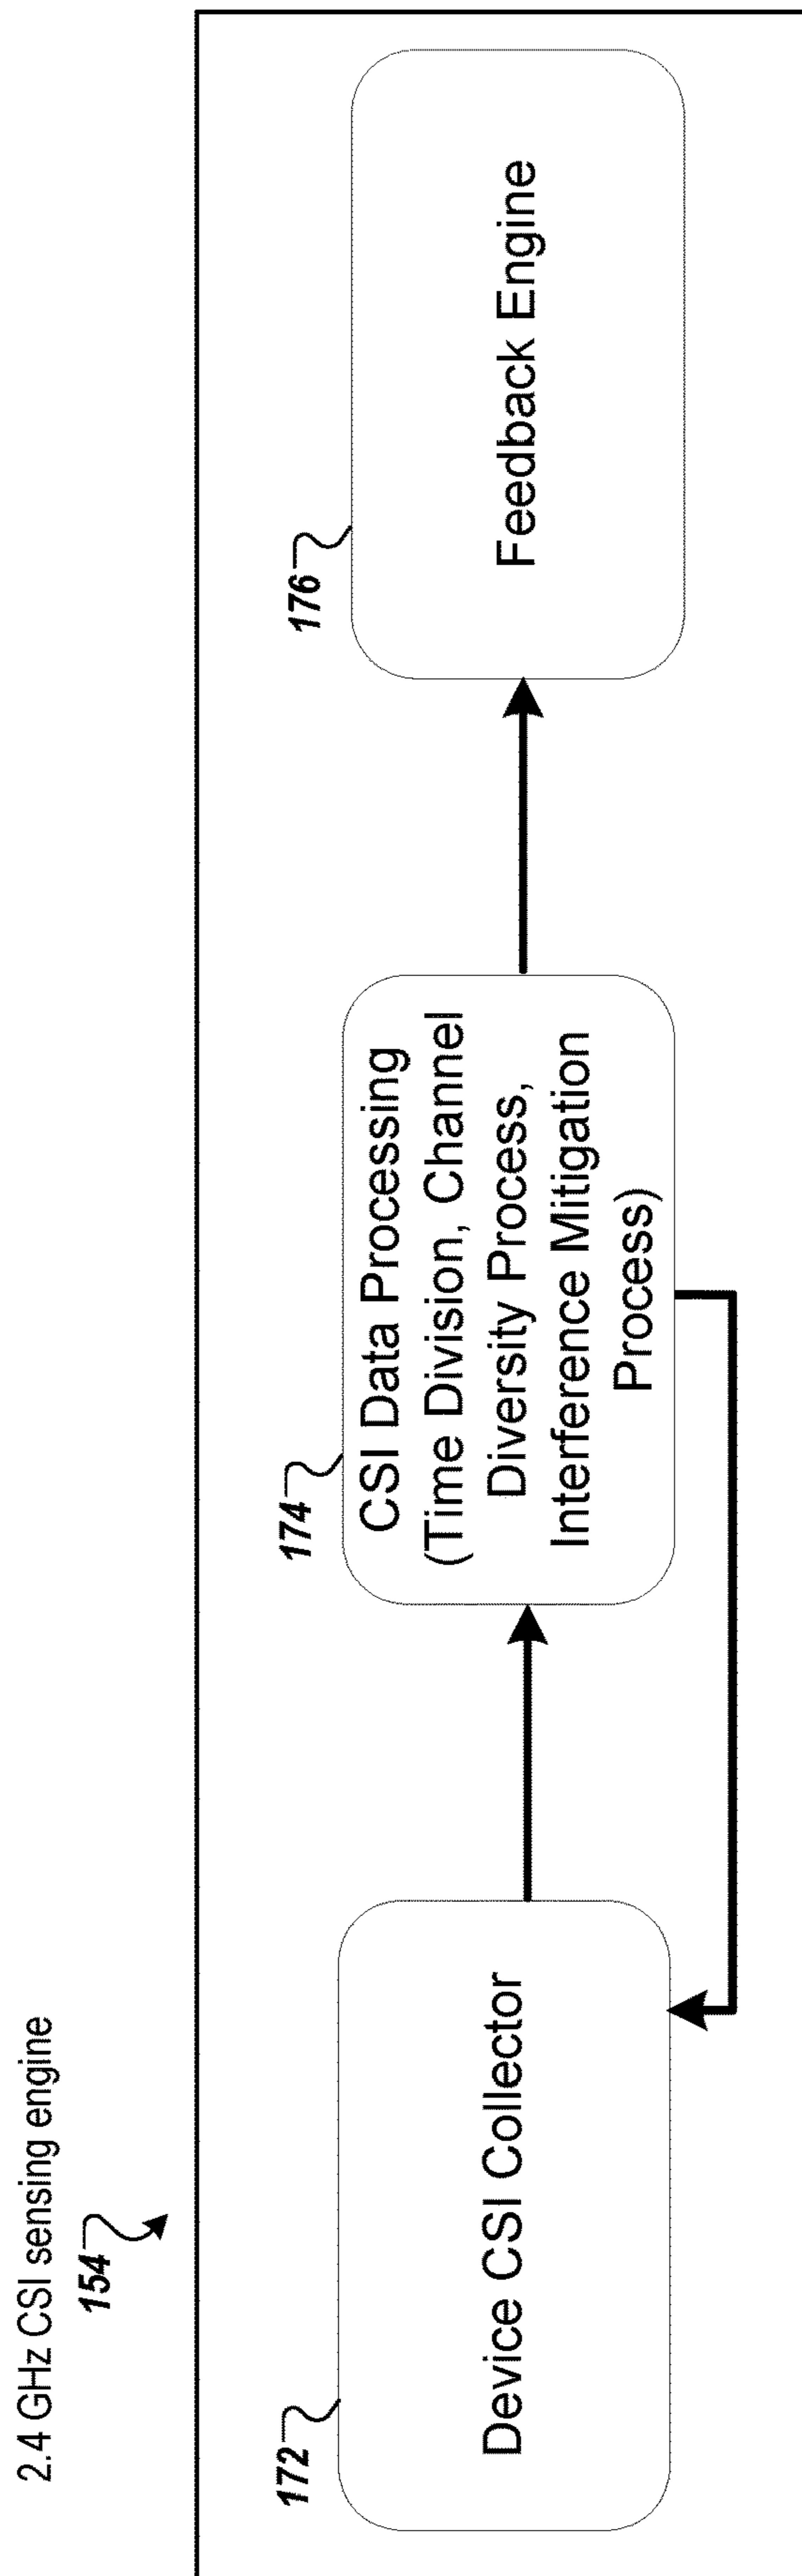 2.4 GHz CSI sensing engine
154
172
Device CSI Collector
174
CSI Data Processing
(Time Division, Channel
Diversity Process,
Interference Mitigation
Process)
176
Feedback Engine